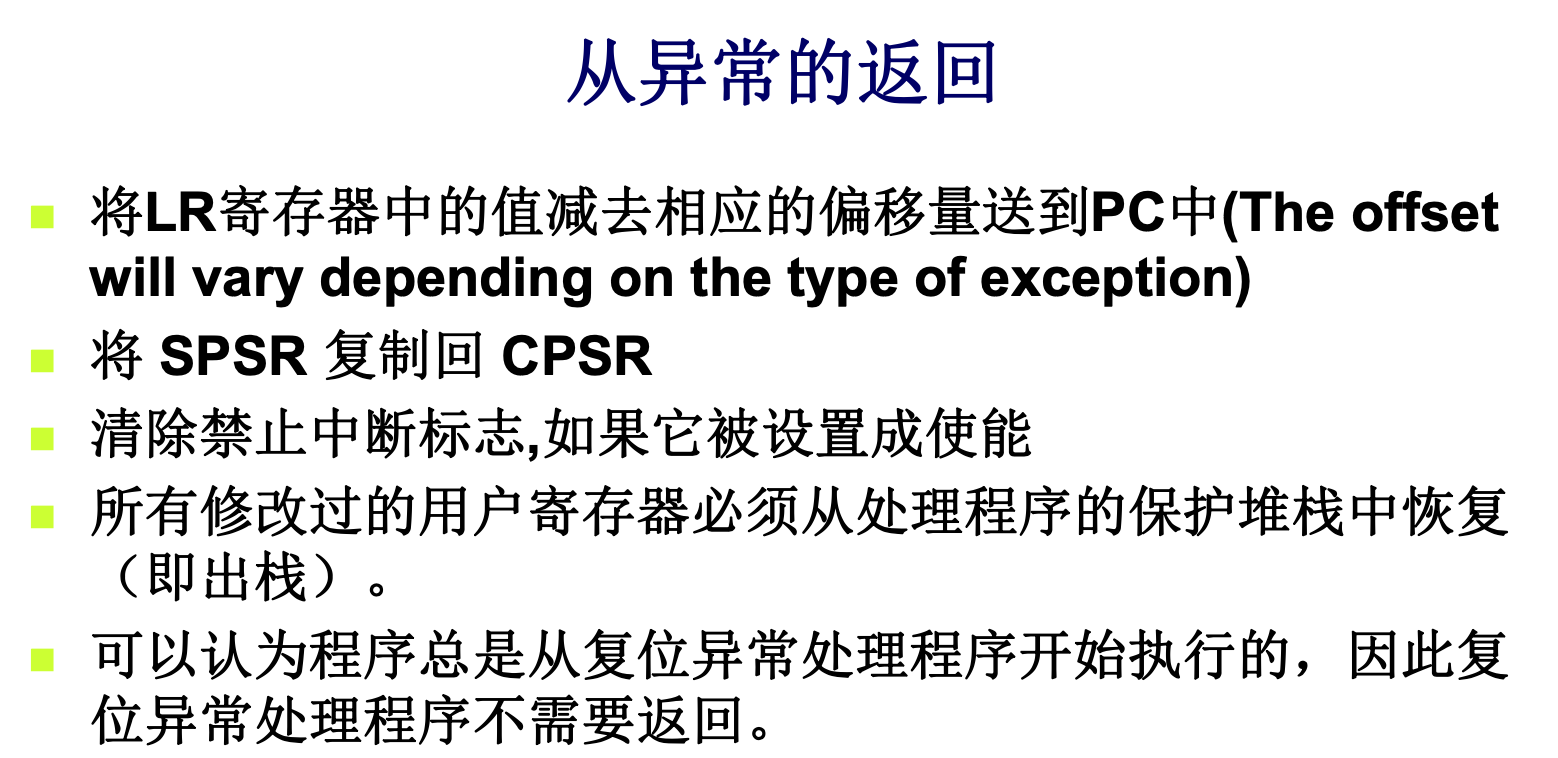 从异常的返回
将LR寄存器中的值减去相应的偏移量送到PC中(The offset
will vary depending on the type of exception)
将 SPSR 复制回 CPSR
清除禁止中断标志,如果它被设置成使能
所有修改过的用户寄存器必须从处理程序的保护堆栈中恢复
（即出栈）。
可以认为程序总是从复位异常处理程序开始执行的，因此复
位异常处理程序不需要返回。